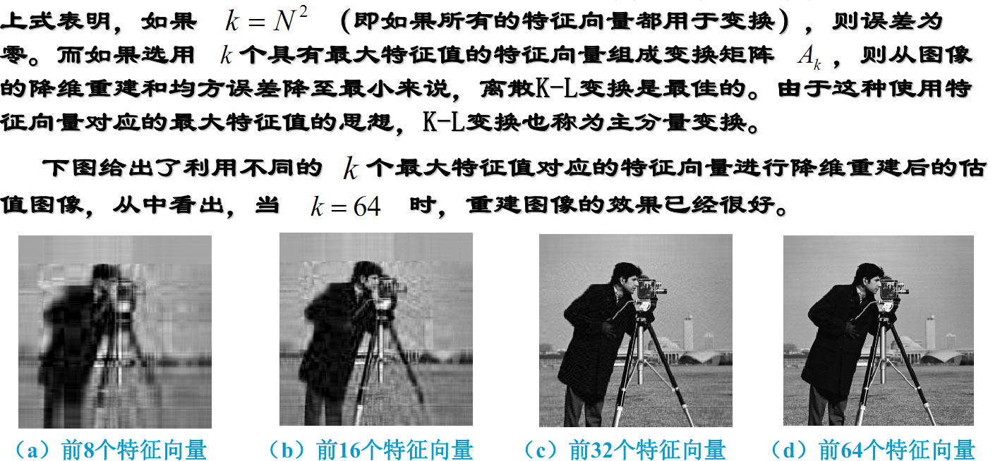 上式表明，如果 k = N² （即如果所有的特征向量都用于变换），则误差为
零。而如果选用 k 个具有最大特征值的特征向量组成变换矩阵 Aₖ ，则从图像
的降维重建和均方误差降至最小来说，离散K-L变换是最佳的。由于这种使用特
征向量对应的最大特征值的思想，K-L变换也称为主分量变换。
下图给出了利用不同的 k 个最大特征值对应的特征向量进行降维重建后的估
值图像，从中看出，当 k = 64 时，重建图像的效果已经很好。
（a）前8个特征向量
（b）前16个特征向量
（c）前32个特征向量
（d）前64个特征向量